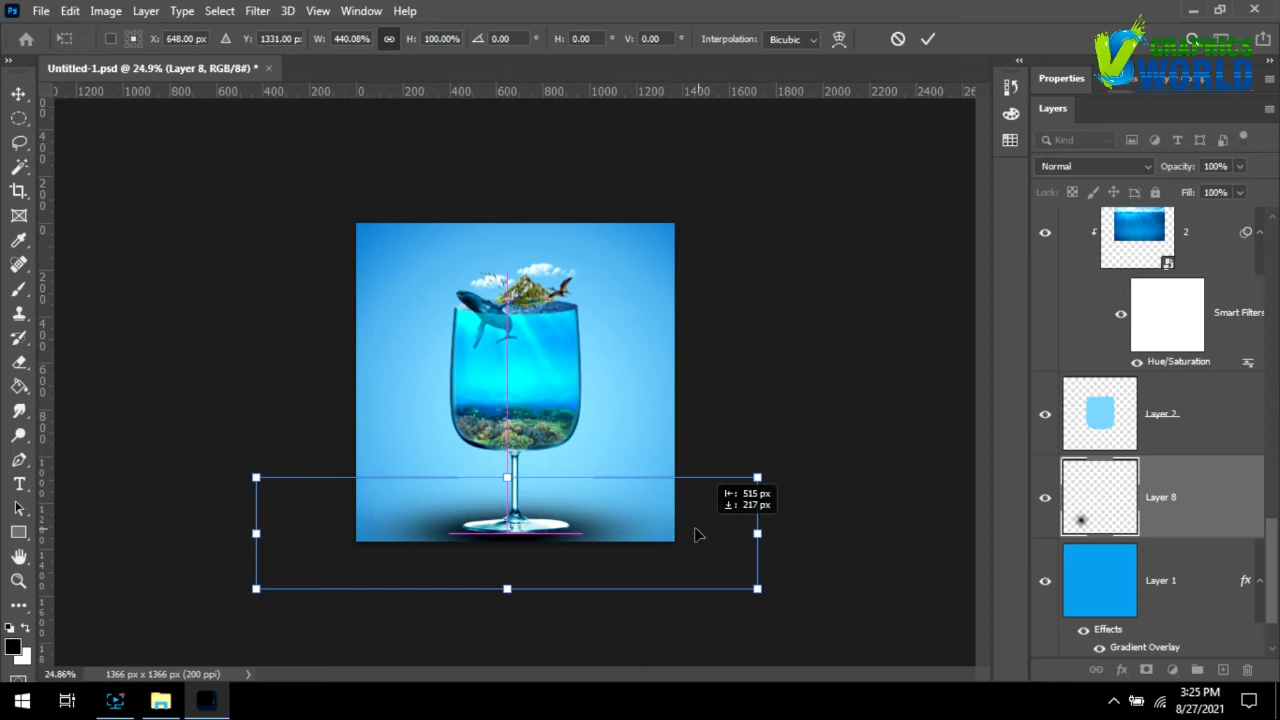 Ps File Edit Image Layer Type Select Filter 3D View Window Help
X: 648.00 px Y: 1331.00 p: W: 440.08% H: 100.00% 0.00 ° H: 0.00 ° V: 0.00 ° Interpolation: Bicubic
GRAPHICS
WORLD
Untitled-1.psd @ 24.9% (Layer 8, RGB/8#) * ×
Properties
1200 1000 800 600 400 200 0 200 400 600 800 1000 1200 1400 1600 1800 2000 2200 2400 26
Layers
Kind
Normal Opacity: 100%
Lock: Fill: 100%
2
Smart Filters
Hue/Saturation
Layer 2
515 px
217 px
Layer 8
Layer 1 fx
Effects
Gradient Overlay
24.86% 1366 px x 1366 px (200 ppi)
3:25 PM
8/27/2021